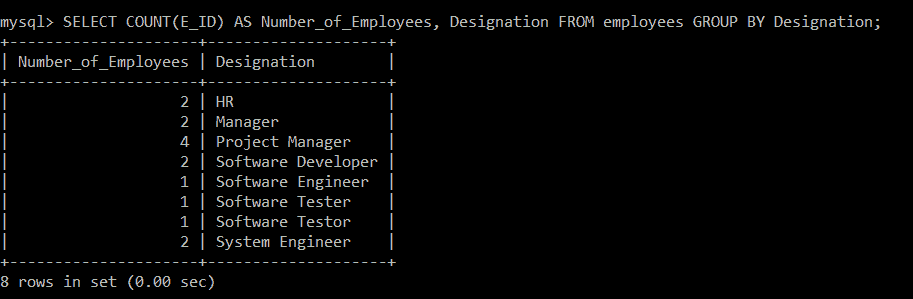 mysql> SELECT COUNT(E_ID) AS Number_of_Employees, Designation FROM employees GROUP BY Designation;
+---------------------+--------------------+
| Number_of_Employees | Designation        |
+---------------------+--------------------+
|                   2 | HR                 |
|                   2 | Manager            |
|                   4 | Project Manager    |
|                   2 | Software Developer |
|                   1 | Software Engineer  |
|                   1 | Software Tester    |
|                   1 | Software Testor    |
|                   2 | System Engineer    |
+---------------------+--------------------+
8 rows in set (0.00 sec)